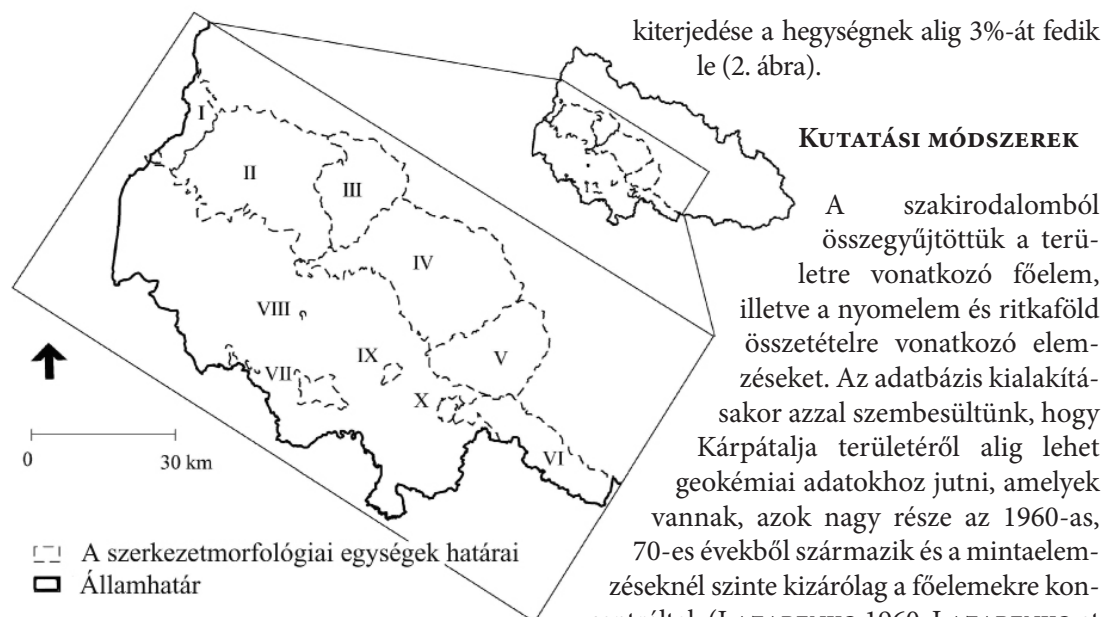 kiterjedése a hegységnek alig 3%-át fedik
le (2. ábra).
KUTATÁSI MÓDSZEREK
A szakirodalomból
összegyűjtöttük a terü-
letre vonatkozó főelem,
illetve a nyomelem és ritkaföld
összetételre vonatkozó elem-
zéseket. Az adatbázis kialakítá-
sakor azzal szembesültünk, hogy
Kárpátalja területéről alig lehet
geokémiai adatokhoz jutni, amelyek
vannak, azok nagy része az 1960-as,
70-es évekből származik és a mintaelem-
zéseknél szinte kizárólag a főelemekre kon-
I
II
III
IV
VIII
IX
V
VII
X
VI
0 30 km
A szerkezetmorfológiai egységek határai
Államhatár